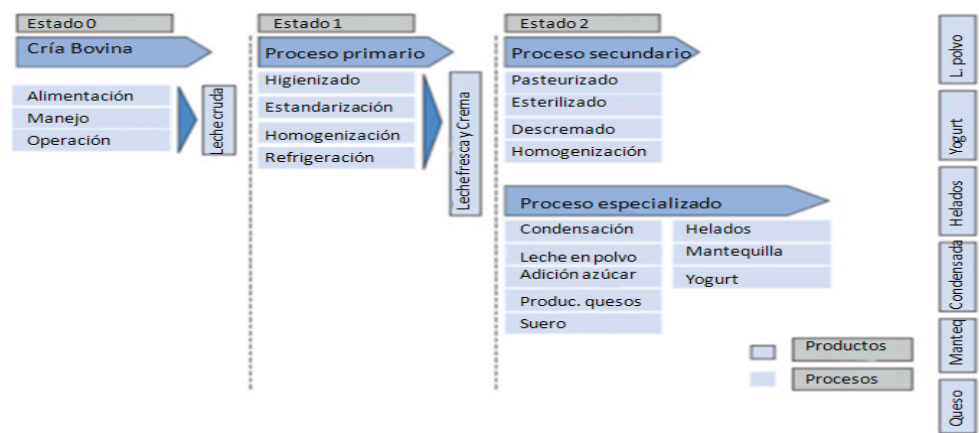 Estado 0
Cría Bovina
Alimentación
Manejo
Operación
Leche cruda
Estado 1
Proceso primario
Higienizado
Estandarización
Homogenización
Refrigeración
Leche fresca y Crema
Estado 2
Proceso secundario
Pasteurizado
Esterilizado
Descremado
Homogenización
Proceso especializado
Condensación
Leche en polvo
Adición azúcar
Produc. quesos
Suero
Helados
Mantequilla
Yogurt
L. polvo
Yogurt
Helados
Condensada
Manteq
Queso
Productos
Procesos